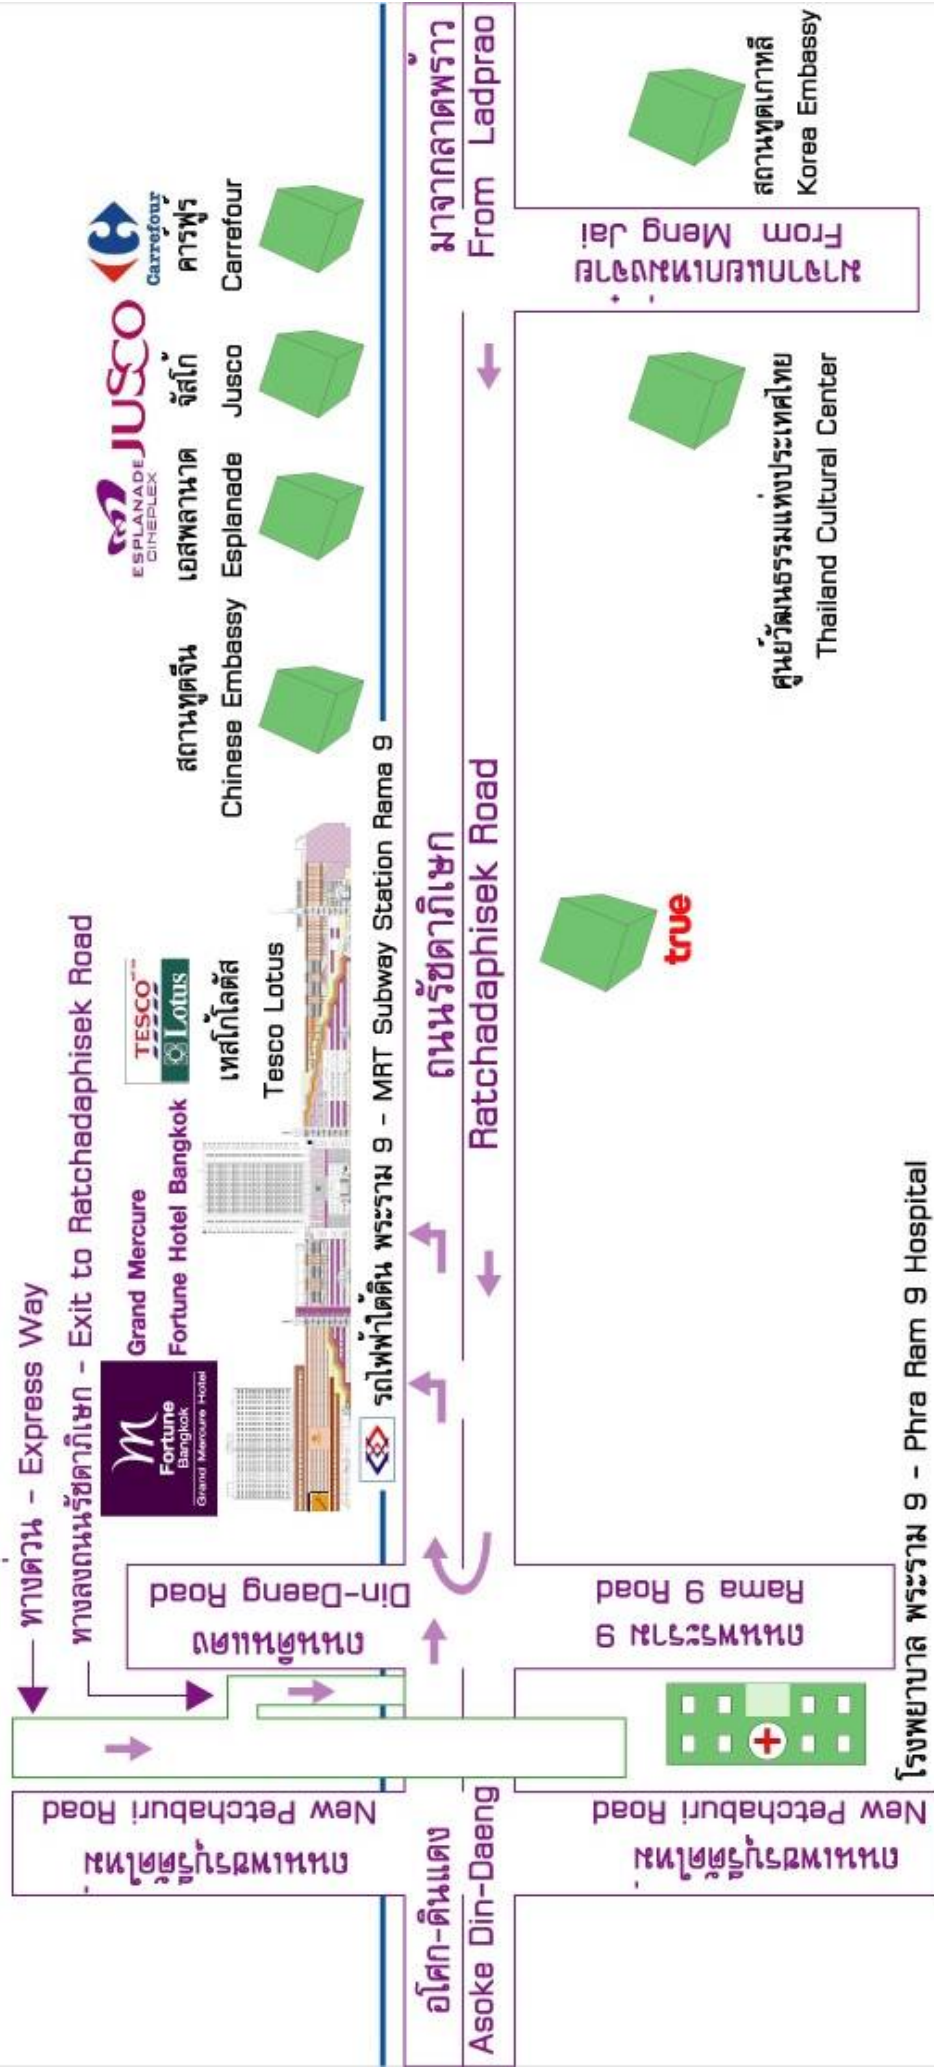 ทางด่วน - Express Way
ทางลงถนนรัชดาภิเษก - Exit to Ratchadaphisek Road
Fortune
Bangkok
Grand Mercure Hotel
Grand Mercure
Fortune Hotel Bangkok
TESCO
Lotus
เทสโก้โลตัส
Tesco Lotus
สถานทูตจีน
Chinese Embassy
ESPLANADE
CINEPLEX
เอสพลานาด
Esplanade
JUSCO
จัสโก้
Jusco
Carrefour
คาร์ฟูร์
Carrefour
รถไฟฟ้าใต้ดิน พระราม 9 - MRT Subway Station Rama 9
ถนนเพชรบุรีตัดใหม่
New Petchaburi Road
ถนนดินแดง
Din-Daeng Road
อโศก-ดินแดง
Asoke Din-Daeng
ถนนรัชดาภิเษก
Ratchadaphisek Road
มาจากลาดพร้าว
From Ladprao
ถนนเพชรบุรีตัดใหม่
New Petchaburi Road
ถนนพระราม 9
Rama 9 Road
true
มาจากแยกเหม่งจ๋าย
From Meng Jai
ศูนย์วัฒนธรรมแห่งประเทศไทย
Thailand Cultural Center
สถานทูตเกาหลี
Korea Embassy
โรงพยาบาล พระราม 9 - Phra Ram 9 Hospital